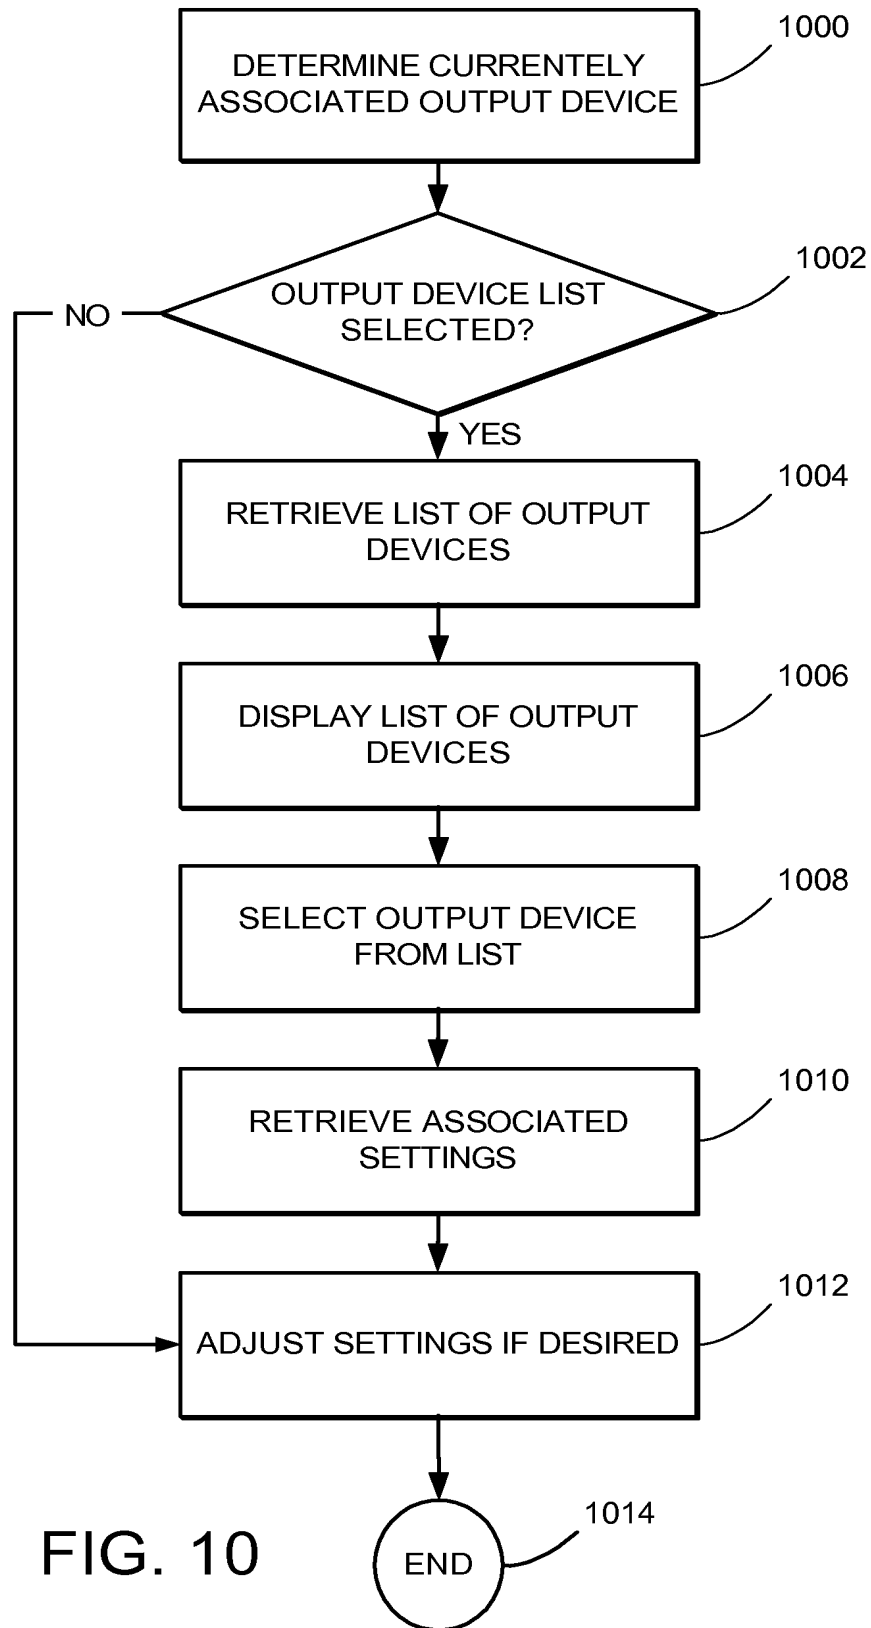 1000
DETERMINE CURRENTELY
ASSOCIATED OUTPUT DEVICE
1002
OUTPUT DEVICE LIST
SELECTED?
NO
YES
1004
RETRIEVE LIST OF OUTPUT
DEVICES
1006
DISPLAY LIST OF OUTPUT
DEVICES
1008
SELECT OUTPUT DEVICE
FROM LIST
1010
RETRIEVE ASSOCIATED
SETTINGS
1012
ADJUST SETTINGS IF DESIRED
1014
END
FIG. 10